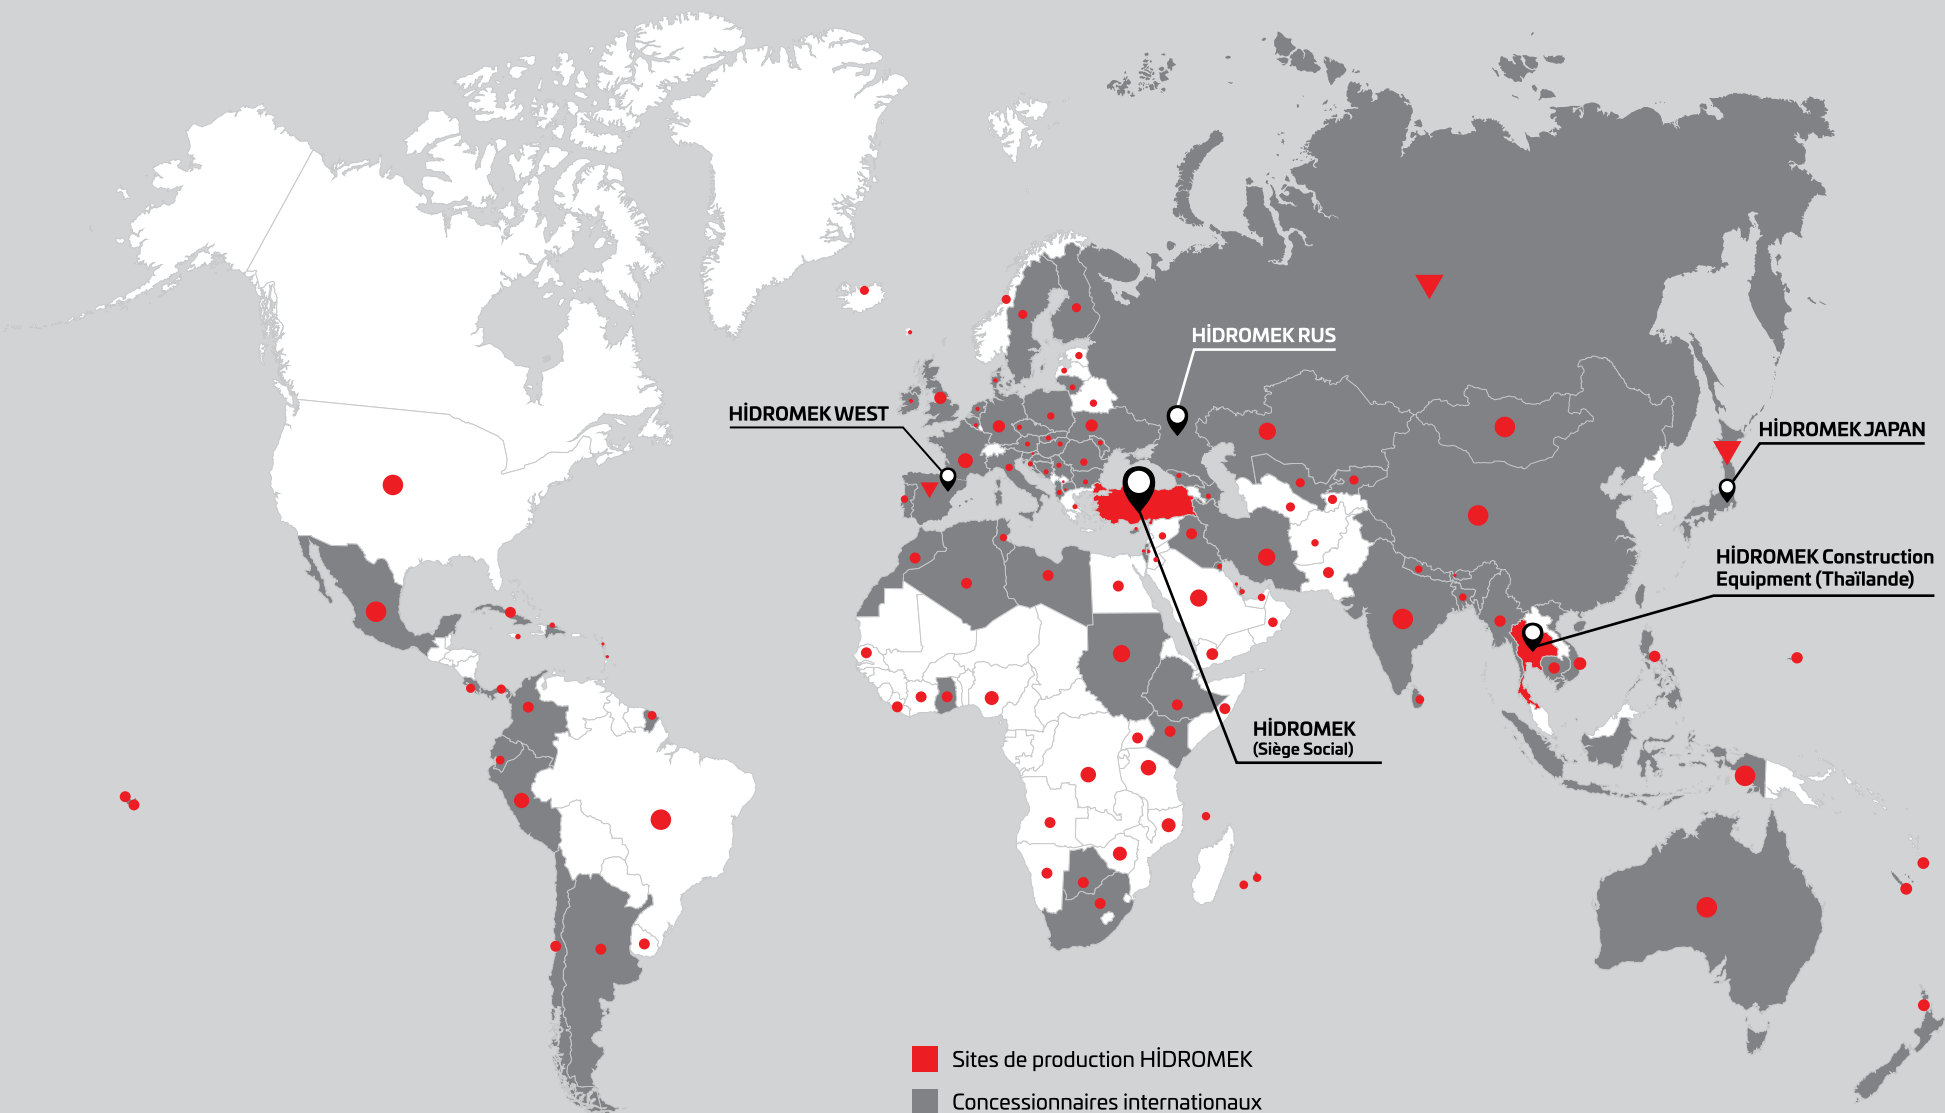 HİDROMEK RUS
HİDROMEK WEST
HİDROMEK JAPAN
HİDROMEK Construction
Equipment (Thaïlande)
HİDROMEK
(Siège Social)
Sites de production HİDROMEK
Concessionnaires internationaux